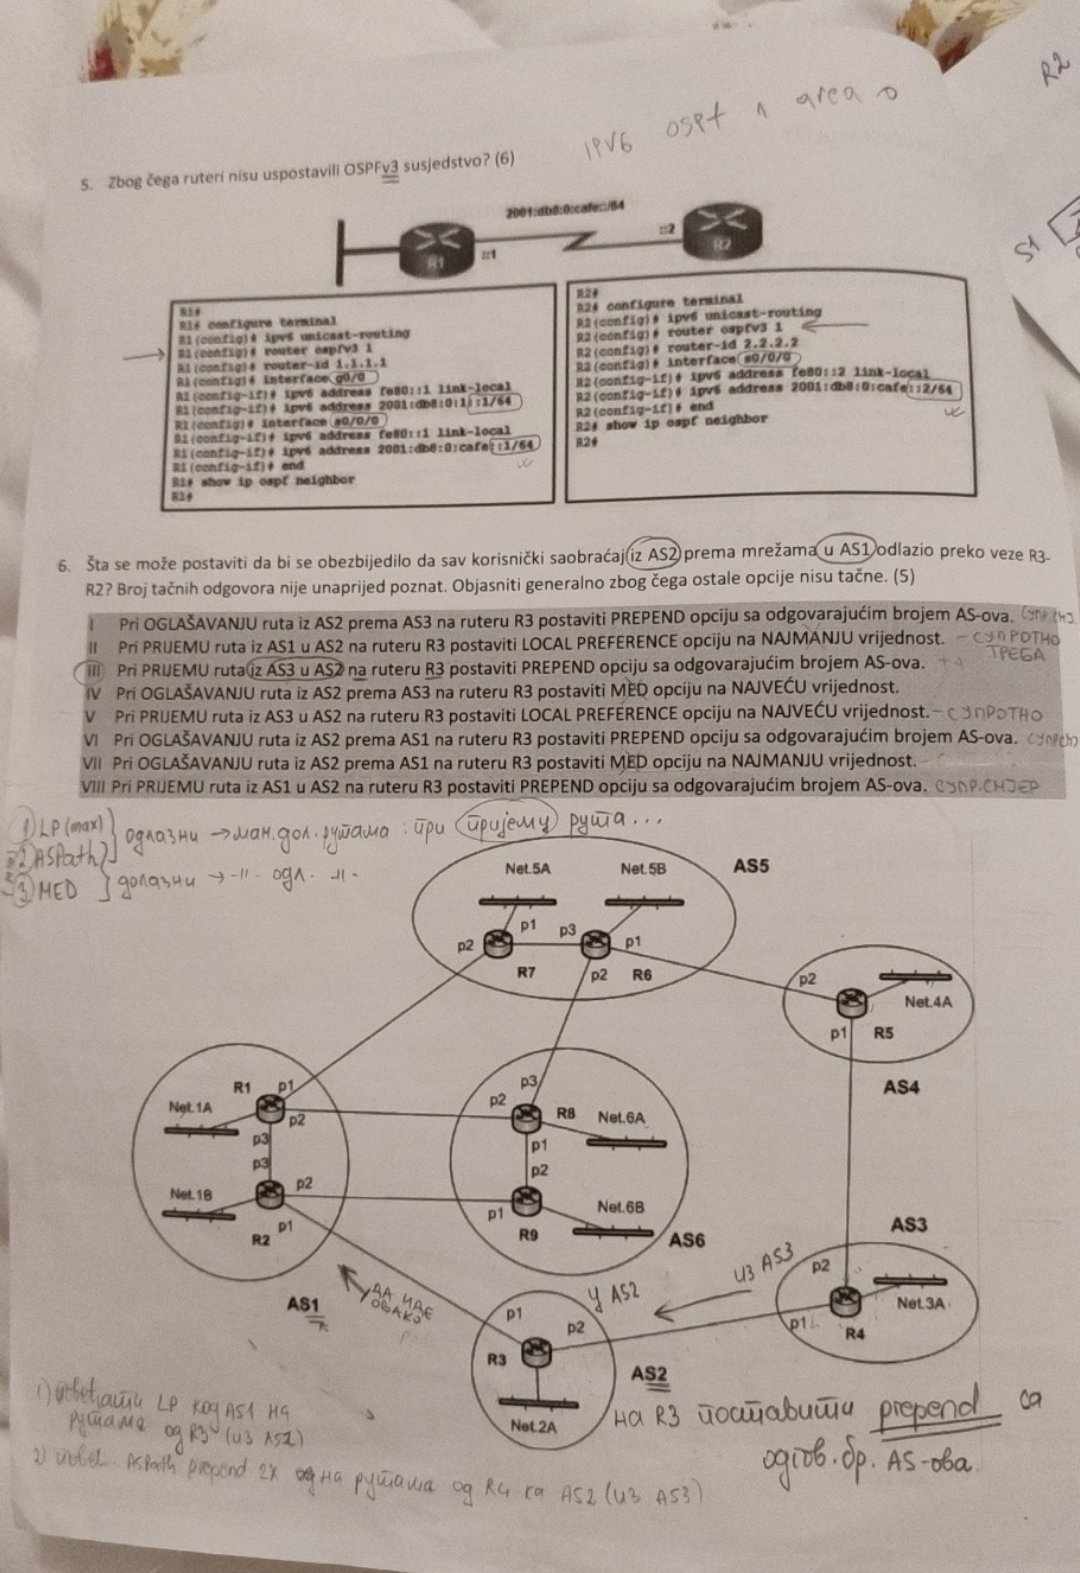 R2
IPV6 OSPF 1 area 0
5. Zbog čega ruteri nisu uspostavili OSPFv3 susjedstvo? (6)
2001:db8:0:cafe::/64
::1
::2
R1
R2
S1
R1#
R1# configure terminal
R1(config)# ipv6 unicast-routing
R1(config)# router ospfv3 1
R1(config)# router-id 1.1.1.1
R1(config)# interface g0/0
R1(config-if)# ipv6 address fe80::1 link-local
R1(config-if)# ipv6 address 2001:db8:0:1::1/64
R1(config)# interface s0/0/0
R1(config-if)# ipv6 address fe80::1 link-local
R1(config-if)# ipv6 address 2001:db8:0:cafe::1/64
R1(config-if)# end
R1# show ip ospf neighbor
R1#
R2#
R2# configure terminal
R2(config)# ipv6 unicast-routing
R2(config)# router ospfv3 1
R2(config)# router-id 2.2.2.2
R2(config)# interface s0/0/0
R2(config-if)# ipv6 address fe80::2 link-local
R2(config-if)# ipv6 address 2001:db8:0:cafe::2/64
R2(config-if)# end
R2# show ip ospf neighbor
R2#
6. Šta se može postaviti da bi se obezbijedilo da sav korisnički saobraćaj iz AS2 prema mrežama u AS1 odlazio preko veze R3-
R2? Broj tačnih odgovora nije unaprijed poznat. Objasniti generalno zbog čega ostale opcije nisu tačne. (5)
I Pri OGLAŠAVANJU ruta iz AS2 prema AS3 na ruteru R3 postaviti PREPEND opciju sa odgovarajućim brojem AS-ova.
II Pri PRIJEMU ruta iz AS1 u AS2 na ruteru R3 postaviti LOCAL PREFERENCE opciju na NAJMANJU vrijednost. - СУПРОТНО
ТРЕБА
III Pri PRIJEMU ruta iz AS3 u AS2 na ruteru R3 postaviti PREPEND opciju sa odgovarajućim brojem AS-ova.
IV Pri OGLAŠAVANJU ruta iz AS2 prema AS3 na ruteru R3 postaviti MED opciju na NAJVEĆU vrijednost.
V Pri PRIJEMU ruta iz AS3 u AS2 na ruteru R3 postaviti LOCAL PREFERENCE opciju na NAJVEĆU vrijednost. - СУПРОТНО
VI Pri OGLAŠAVANJU ruta iz AS2 prema AS1 na ruteru R3 postaviti PREPEND opciju sa odgovarajućim brojem AS-ova.
VII Pri OGLAŠAVANJU ruta iz AS2 prema AS1 na ruteru R3 postaviti MED opciju na NAJMANJU vrijednost.
VIII Pri PRIJEMU ruta iz AS1 u AS2 na ruteru R3 postaviti PREPEND opciju sa odgovarajućim brojem AS-ova. СУПР.СМЈЕР
1) LP (max)
2) ASPath
3) MED
одлазни → ман. дол. рутама : при пријему рута...
долазни → -11- одл. -11-
Net.5A
Net.5B
AS5
p1
p3
p1
p2
R7
p2
R6
p2
Net.4A
p1
R5
AS4
R1
p1
p2
p3
Net.1A
p3
p2
Net.1B
p1
R2
AS1
p3
p2
R8
Net.6A
p1
p2
p1
R9
Net.6B
AS6
AS3
p2
Net.3A
p1
R4
ДА ИДЕ
ОВАКО
У AS2
ИЗ AS3
p1
p2
R3
Net.2A
AS2
на R3 поставити prepend са
одгов. бр. AS-ова
1) повећати LP код AS1 на
рутама од R3 (из AS2)
2) повећ. ASPath prepend 2x на рутама од R4 ка AS2 (из AS3)